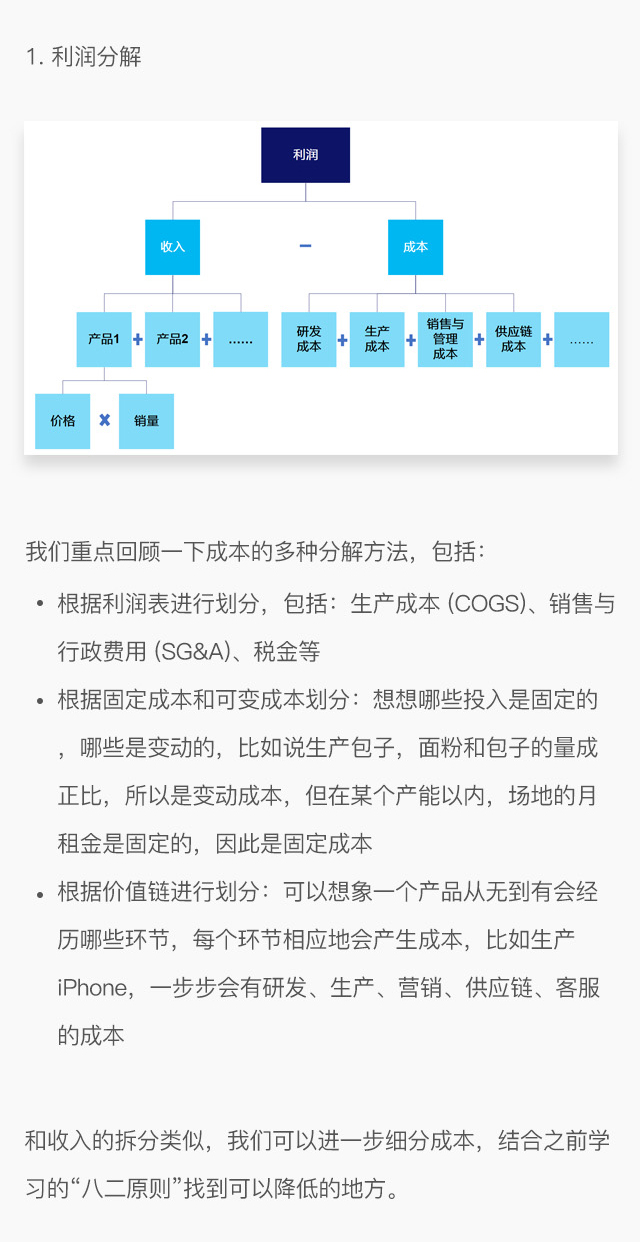 1. 利润分解
利润
收入
−
成本
产品1
+
产品2
+
......
研发
成本
+
生产
成本
+
销售与
管理
成本
+
供应链
成本
+
......
价格
×
销量
我们重点回顾一下成本的多种分解方法，包括：
• 根据利润表进行划分，包括：生产成本 (COGS)、销售与
行政费用 (SG&A)、税金等
• 根据固定成本和可变成本划分：想想哪些投入是固定的
，哪些是变动的，比如说生产包子，面粉和包子的量成
正比，所以是变动成本，但在某个产能以内，场地的月
租金是固定的，因此是固定成本
• 根据价值链进行划分：可以想象一个产品从无到有会经
历哪些环节，每个环节相应地会产生成本，比如生产
iPhone，一步步会有研发、生产、营销、供应链、客服
的成本
和收入的拆分类似，我们可以进一步细分成本，结合之前学
习的“八二原则”找到可以降低的地方。